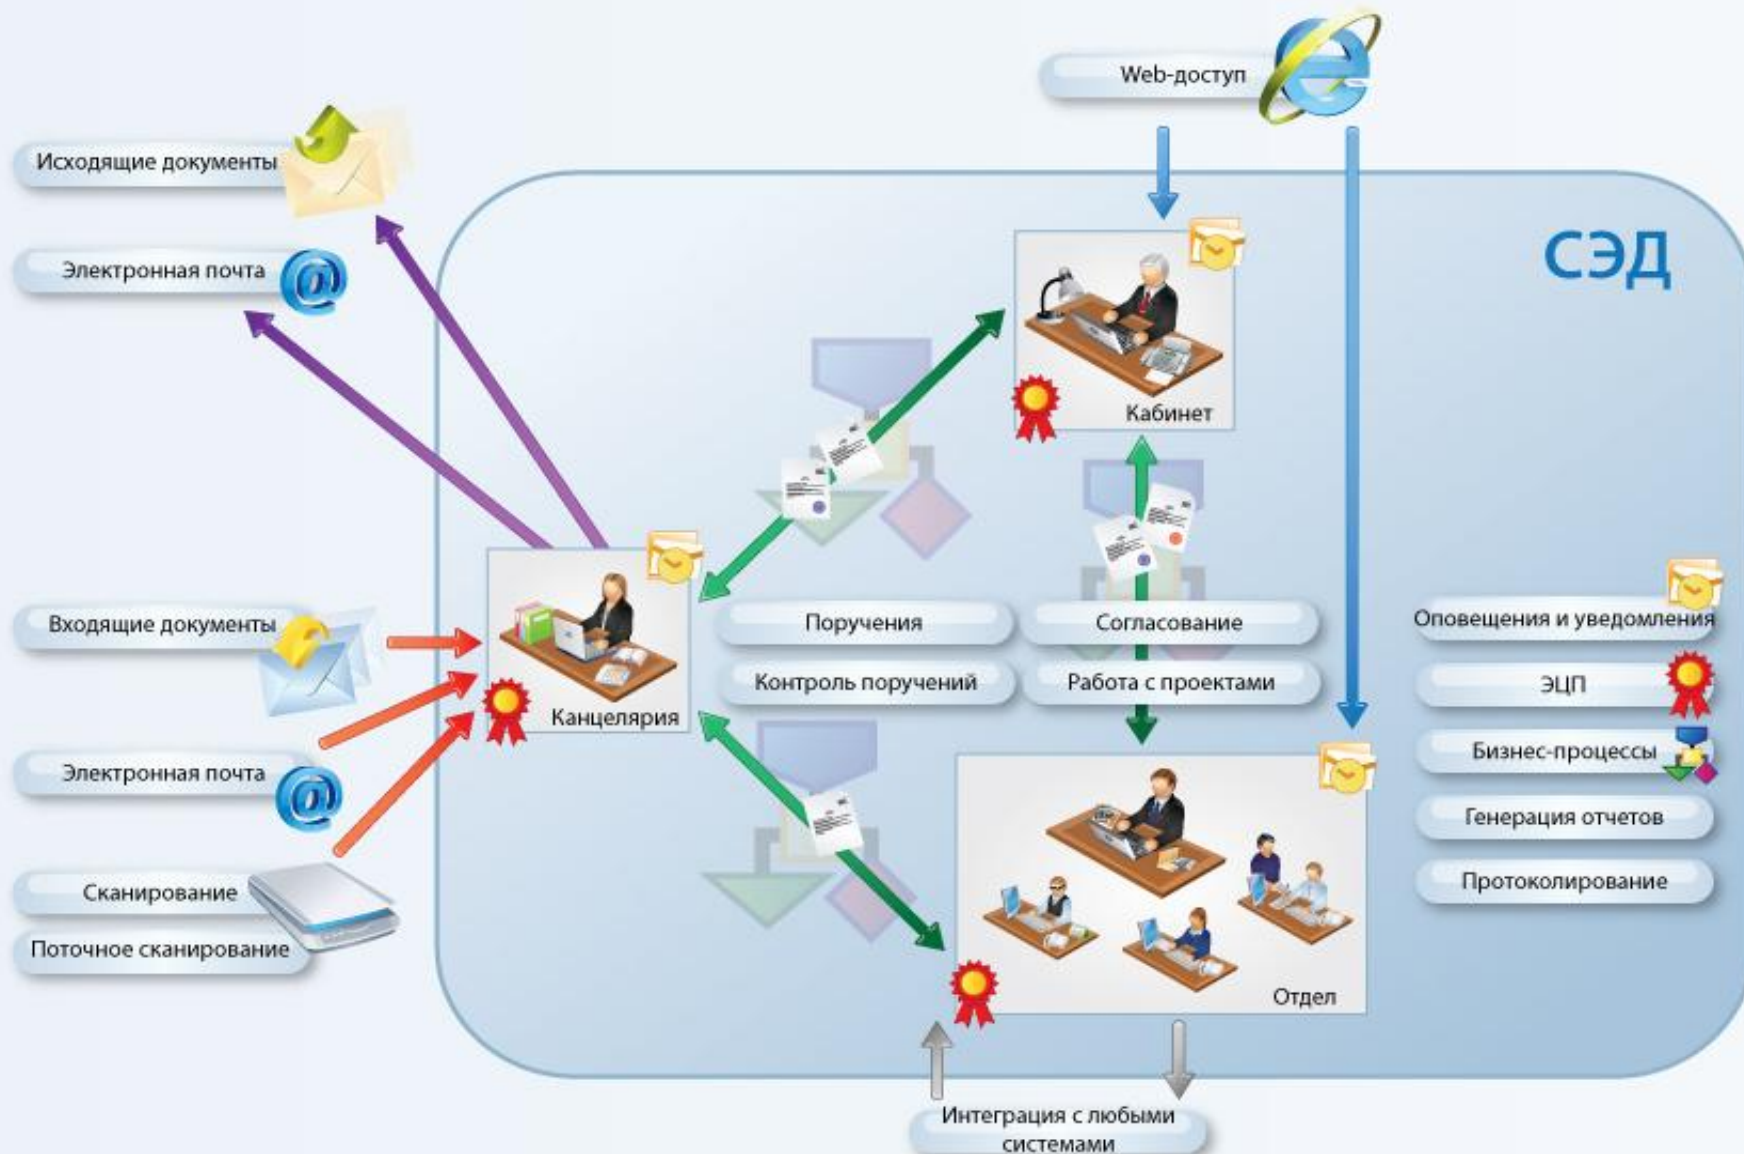 Web-доступ
Исходящие документы
Электронная почта
СЭД
Кабинет
Входящие документы
Канцелярия
Поручения
Согласование
Контроль поручений
Работа с проектами
Оповещения и уведомления
ЭЦП
Бизнес-процессы
Генерация отчетов
Протоколирование
Электронная почта
Сканирование
Поточное сканирование
Отдел
Интеграция с любыми
системами